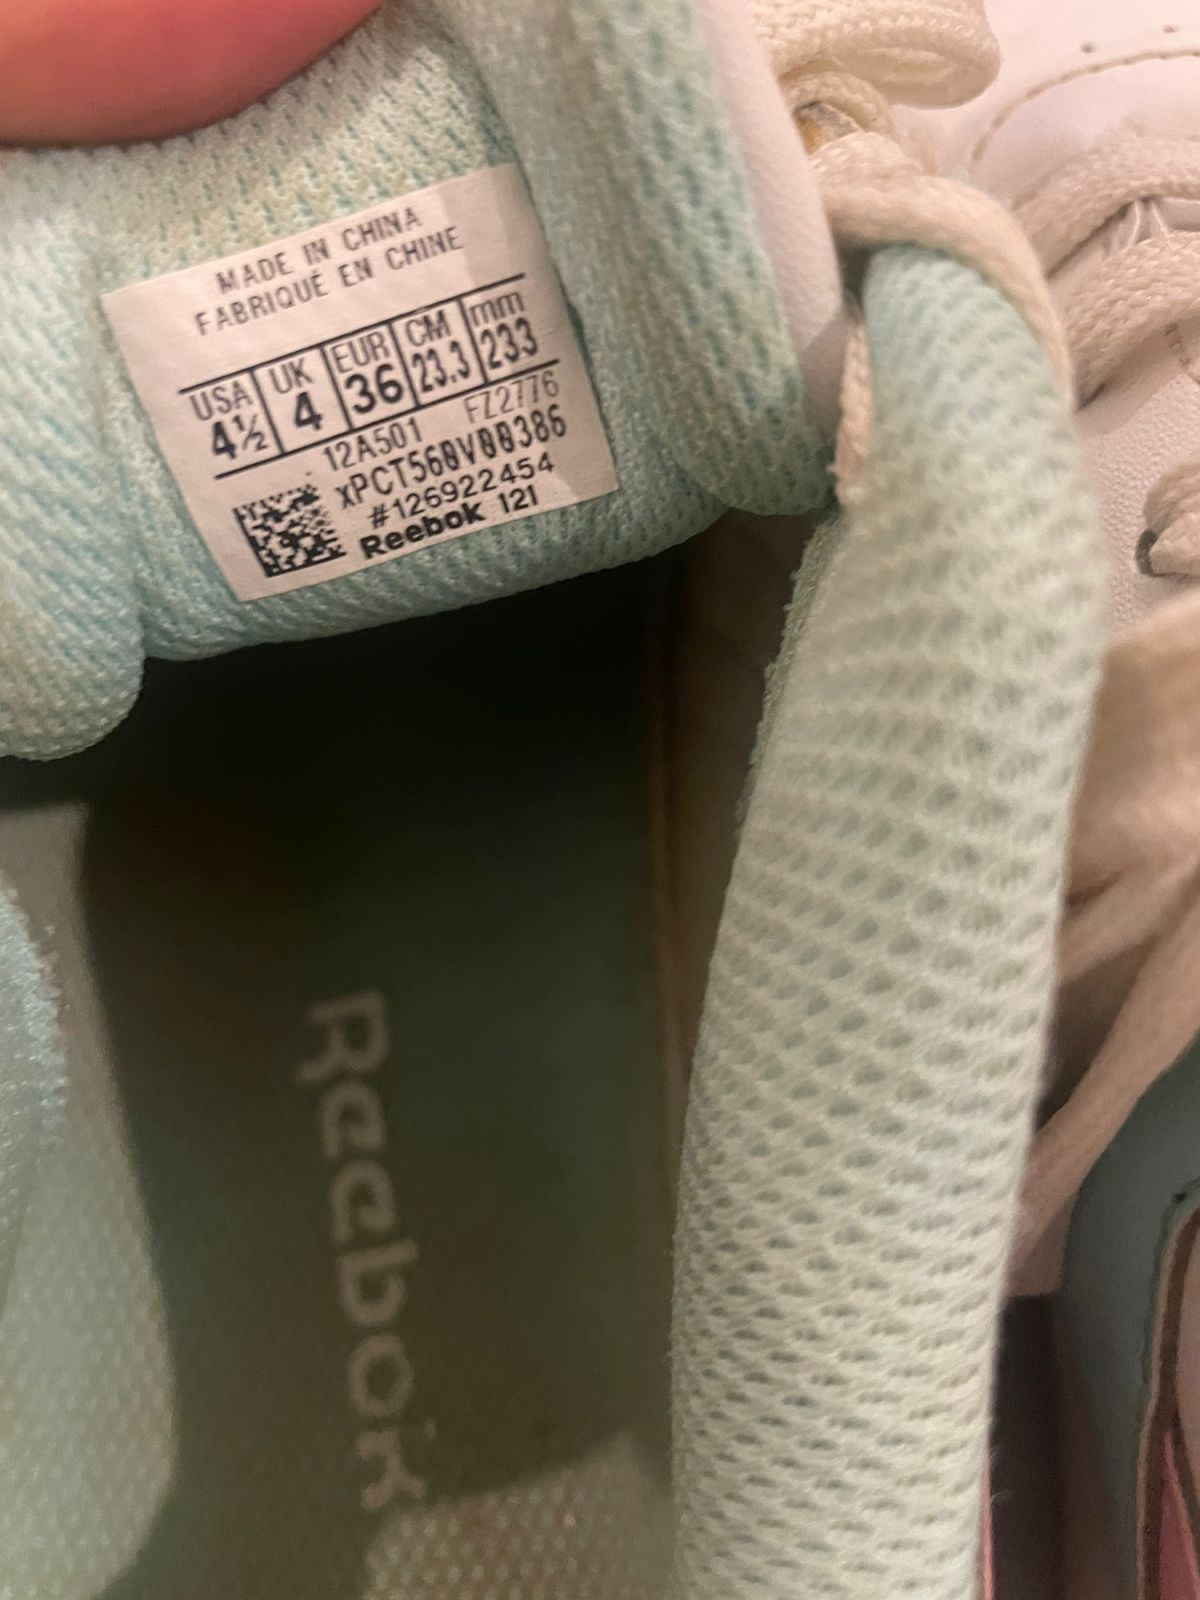 MADE IN CHINA
FABRIQUÉ EN CHINE
USA UK EUR CM mm
4½ 4 36 23.3 233
12A501 FZ2776
xPCT560V00386
#126922454
Reebok 121
Reebok